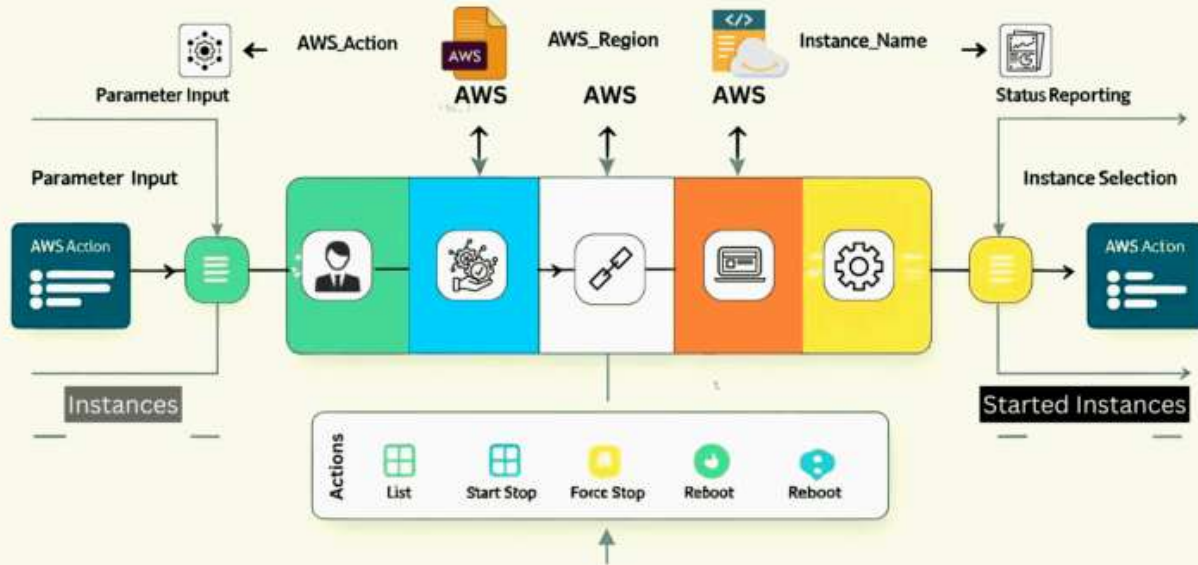 AWS_Action
AWS_Region
Instance_Name
AWS
</>
Parameter Input
AWS
AWS
AWS
Status Reporting
Parameter Input
Instance Selection
AWS Action
AWS Action
Instances
Started Instances
Actions
List
Start Stop
Force Stop
Reboot
Reboot